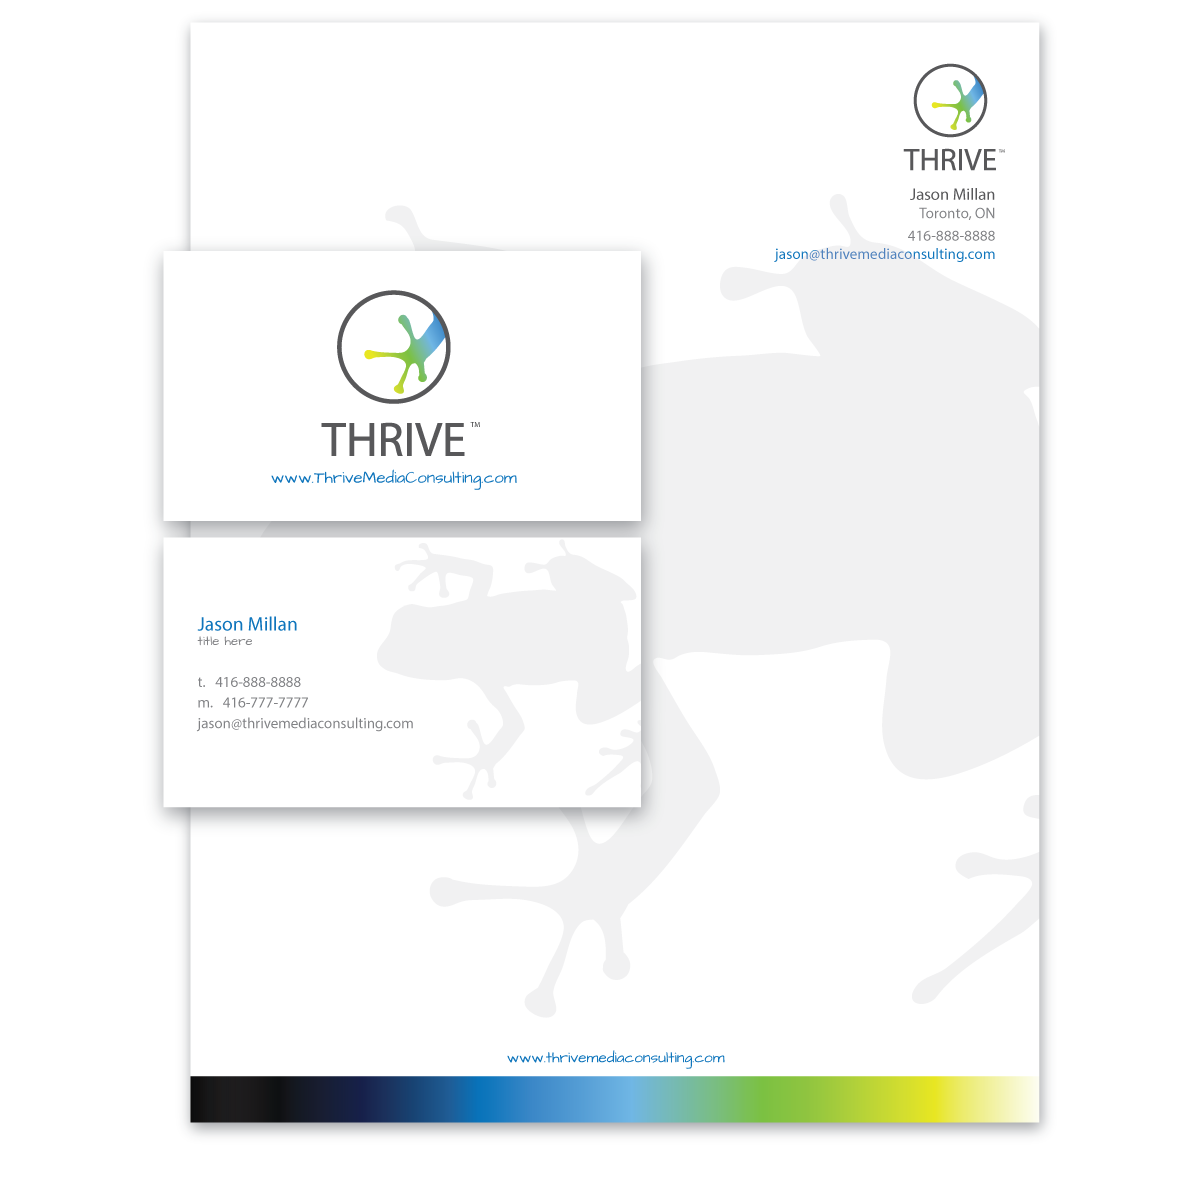 THRIVE™
Jason Millan
Toronto, ON
416-888-8888
jason@thrivemediaconsulting.com
THRIVE™
www.ThriveMediaConsulting.com
Jason Millan
title here
t. 416-888-8888
m. 416-777-7777
jason@thrivemediaconsulting.com
www.thrivemediaconsulting.com